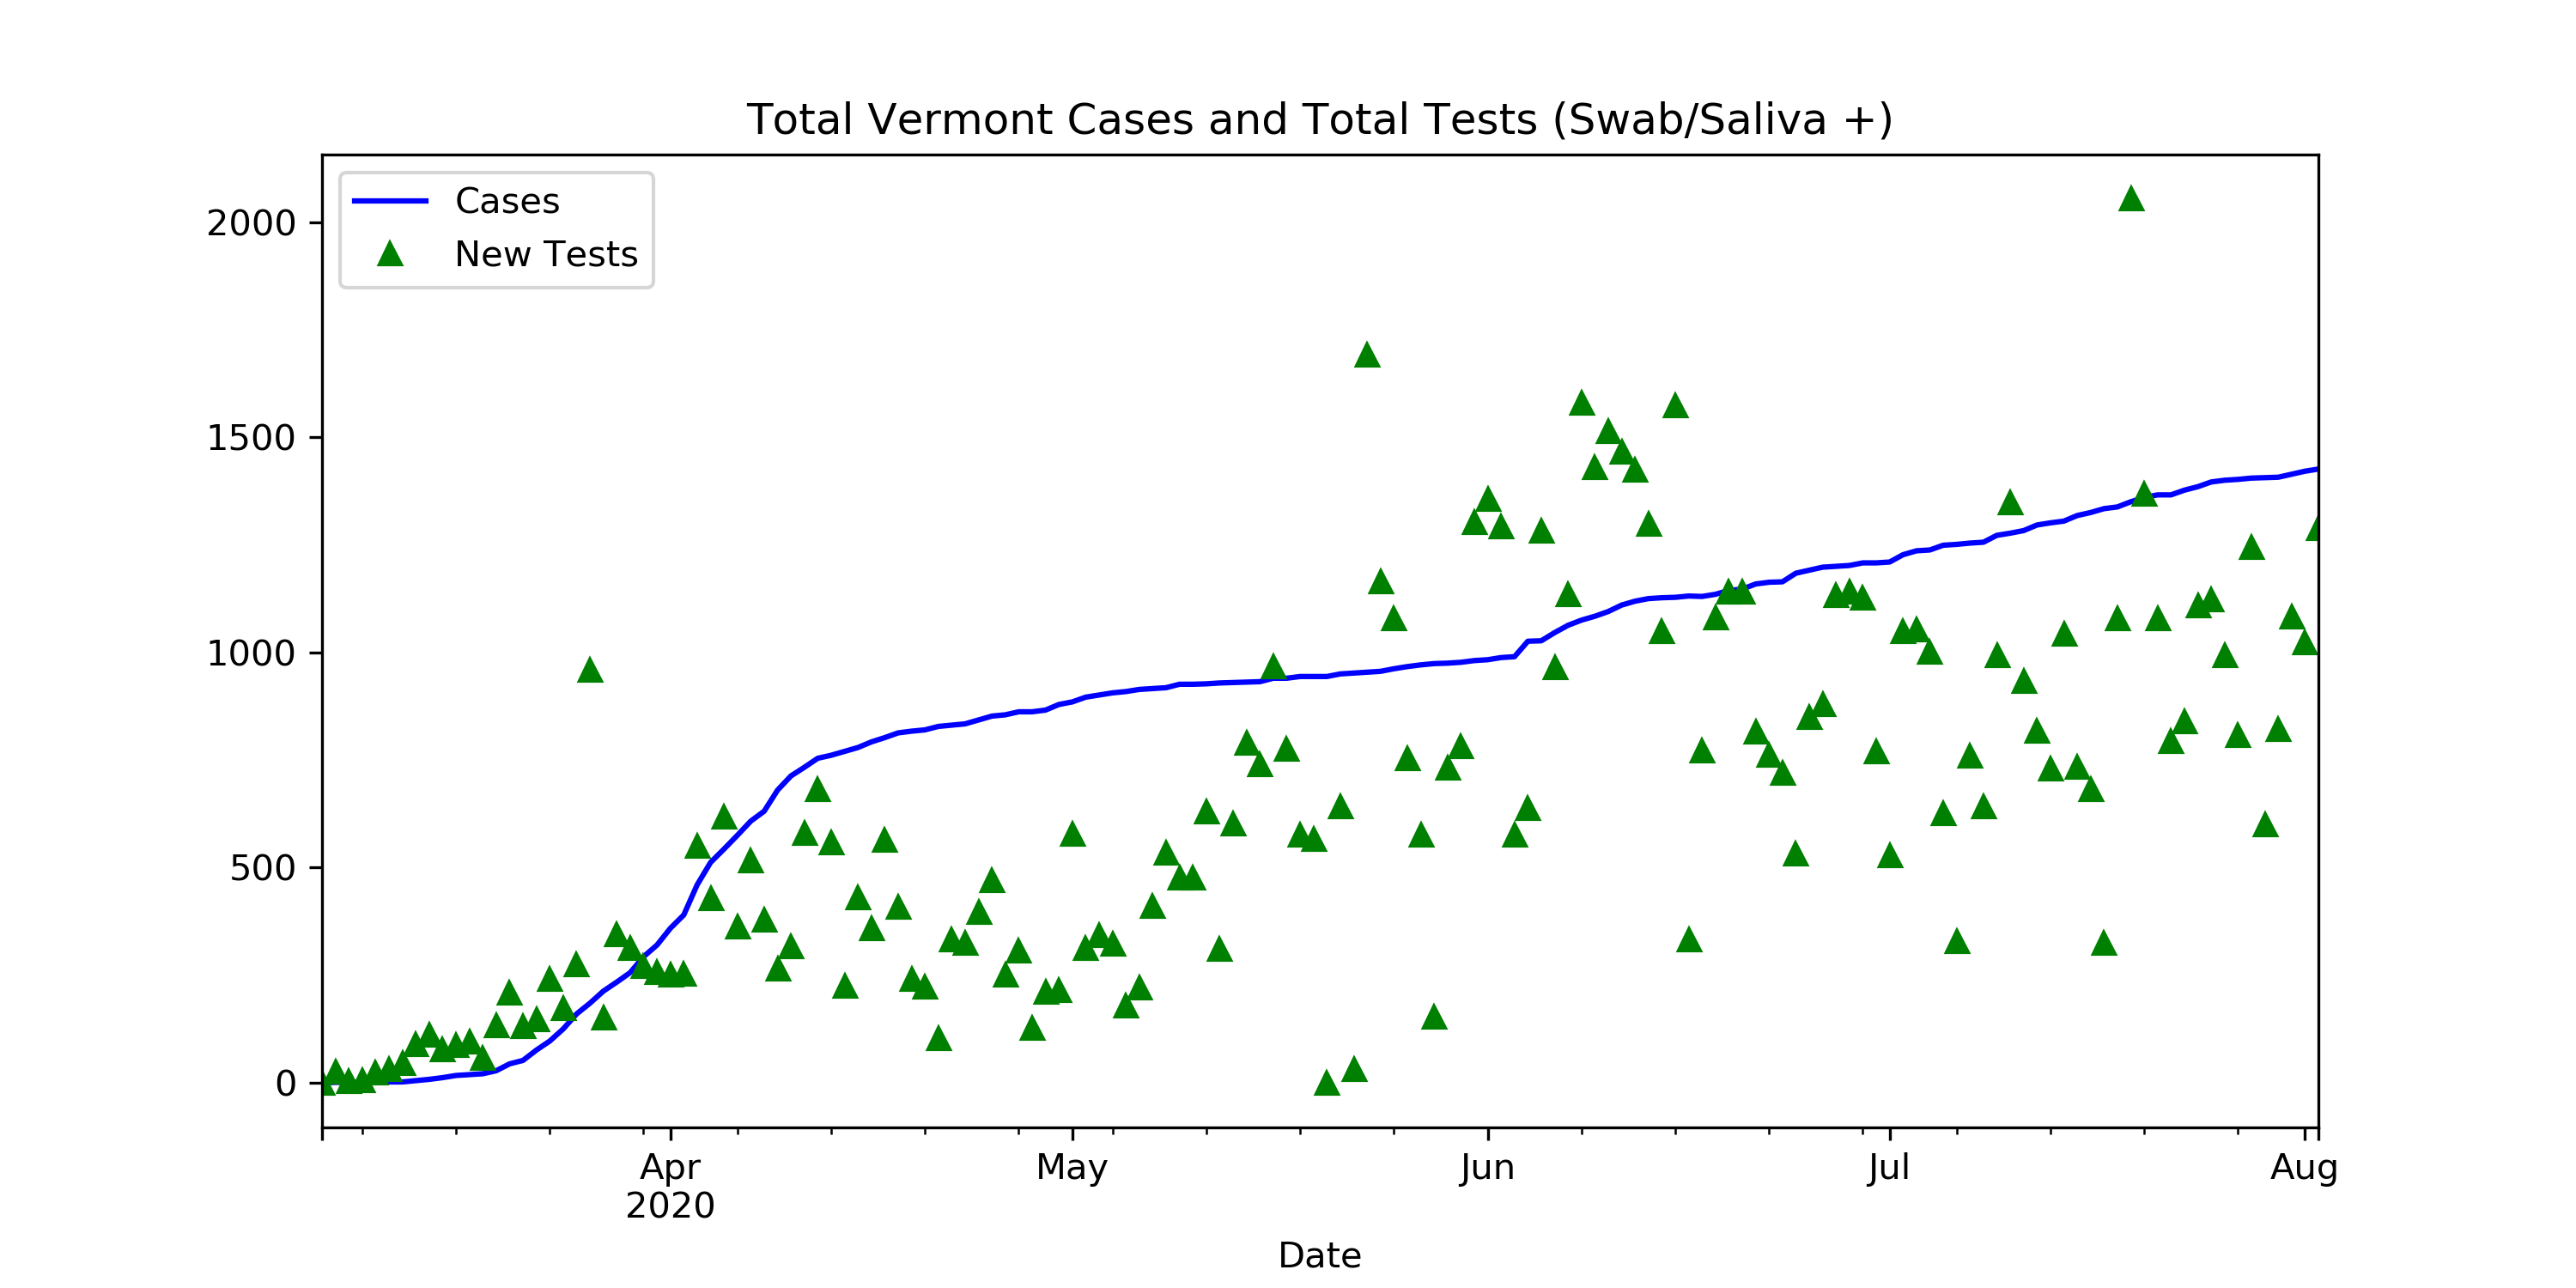 Total Vermont Cases and Total Tests (Swab/Saliva +)
Cases
New Tests
2000
1500
1000
500
0
Apr May Jun Jul Aug
2020
Date